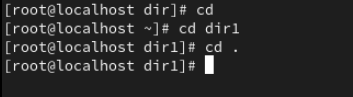 [root@localhost dir]# cd
[root@localhost ~]# cd dir1
[root@localhost dir1]# cd .
[root@localhost dir1]#